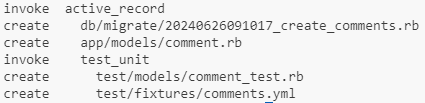 invoke  active_record
create    db/migrate/20240626091017_create_comments.rb
create    app/models/comment.rb
invoke    test_unit
create      test/models/comment_test.rb
create      test/fixtures/comments.yml